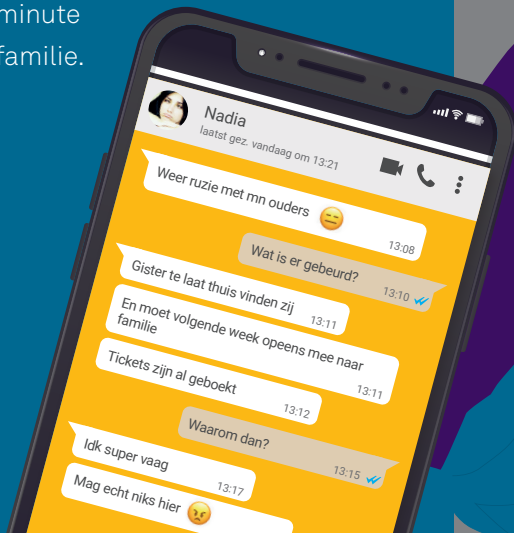 minute
familie.
Nadia
laatst gez. vandaag om 13:21
Weer ruzie met mn ouders 😑
13:08
Wat is er gebeurd?
13:10
Gister te laat thuis vinden zij
13:11
En moet volgende week opeens mee naar
familie
13:11
Tickets zijn al geboekt
13:12
Waarom dan?
13:15
Idk super vaag
13:17
Mag echt niks hier 😠